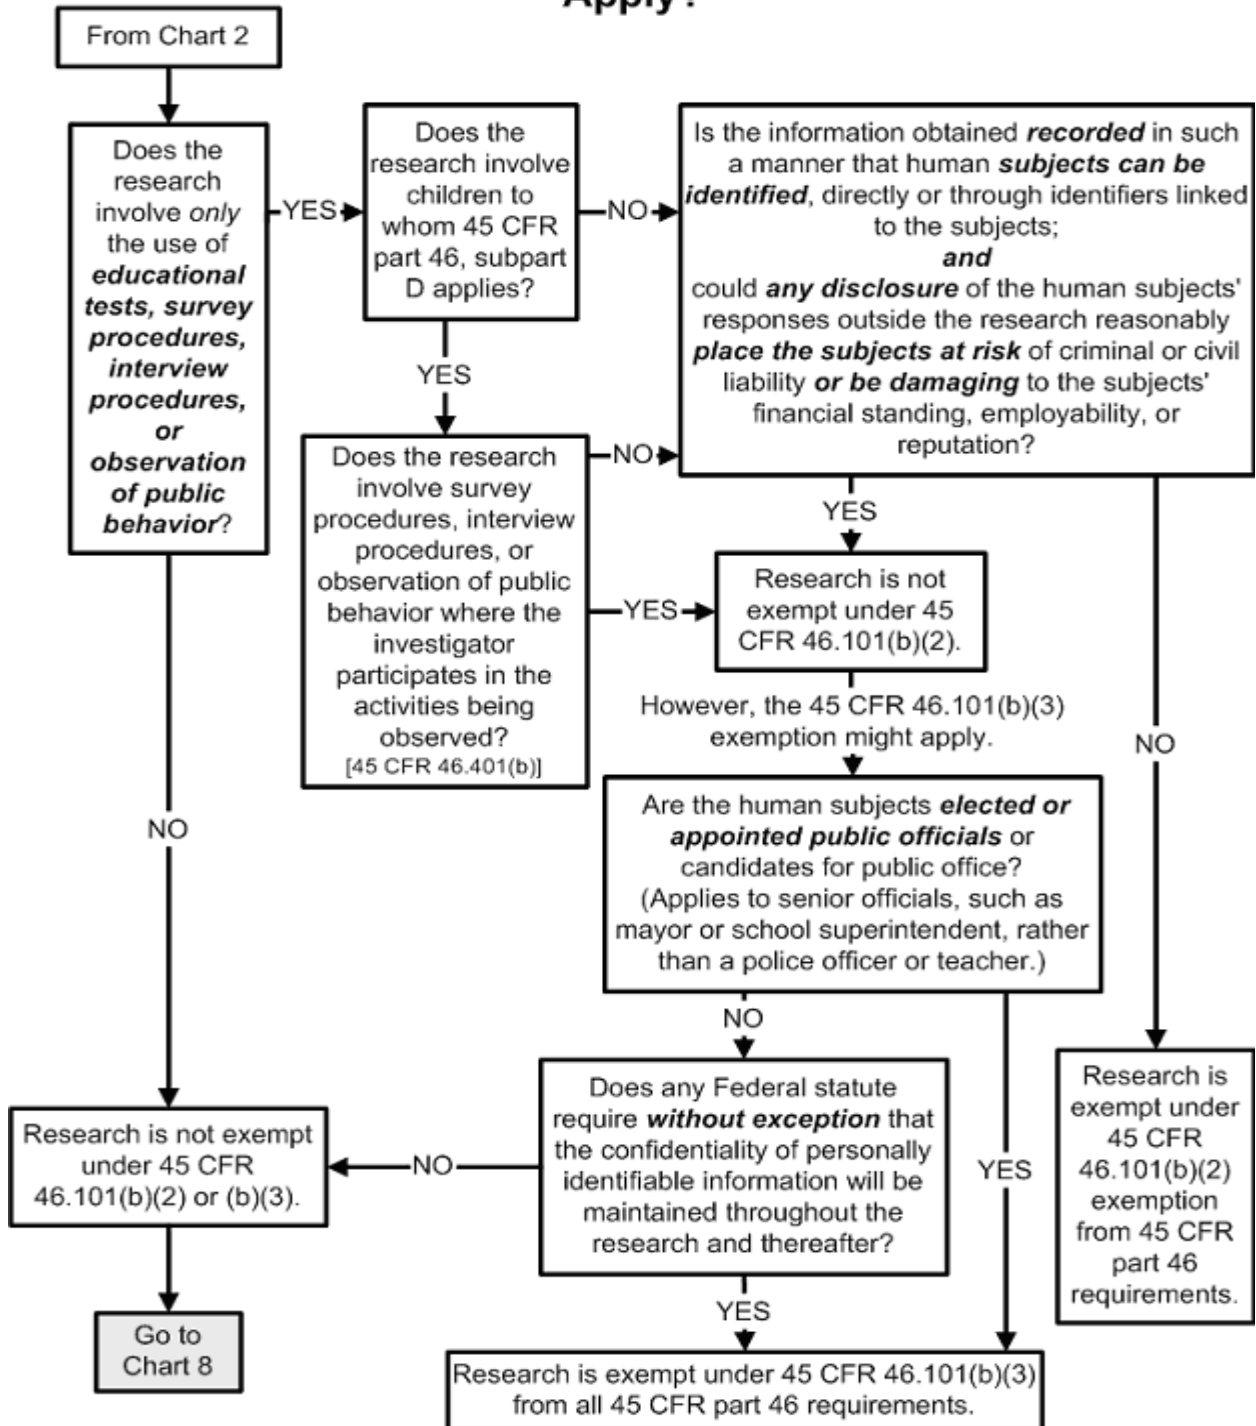 Apply?
From Chart 2
Does the
research
involve only
the use of
educational
tests, survey
procedures,
interview
procedures,
or
observation
of public
behavior?
YES
Does the
research involve
children to
whom 45 CFR
part 46, subpart
D applies?
NO
Is the information obtained recorded in such
a manner that human subjects can be
identified, directly or through identifiers linked
to the subjects;
and
could any disclosure of the human subjects'
responses outside the research reasonably
place the subjects at risk of criminal or civil
liability or be damaging to the subjects'
financial standing, employability, or
reputation?
YES
Does the research
involve survey
procedures, interview
procedures, or
observation of public
behavior where the
investigator
participates in the
activities being
observed?
[45 CFR 46.401(b)]
NO
YES
YES
Research is not
exempt under 45
CFR 46.101(b)(2).
However, the 45 CFR 46.101(b)(3)
exemption might apply.
NO
NO
Are the human subjects elected or
appointed public officials or
candidates for public office?
(Applies to senior officials, such as
mayor or school superintendent, rather
than a police officer or teacher.)
NO
YES
Does any Federal statute
require without exception that
the confidentiality of personally
identifiable information will be
maintained throughout the
research and thereafter?
NO
Research is not exempt
under 45 CFR
46.101(b)(2) or (b)(3).
Research is
exempt under
45 CFR
46.101(b)(2)
exemption
from 45 CFR
part 46
requirements.
YES
Go to
Chart 8
Research is exempt under 45 CFR 46.101(b)(3)
from all 45 CFR part 46 requirements.